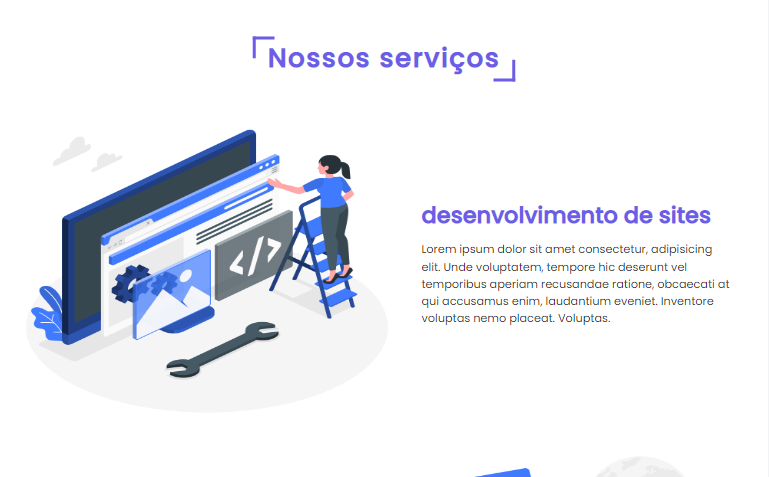 Nossos serviços
desenvolvimento de sites
Lorem ipsum dolor sit amet consectetur, adipisicing
elit. Unde voluptatem, tempore hic deserunt vel
temporibus aperiam recusandae ratione, obcaecati at
qui accusamus enim, laudantium eveniet. Inventore
voluptas nemo placeat. Voluptas.
</>